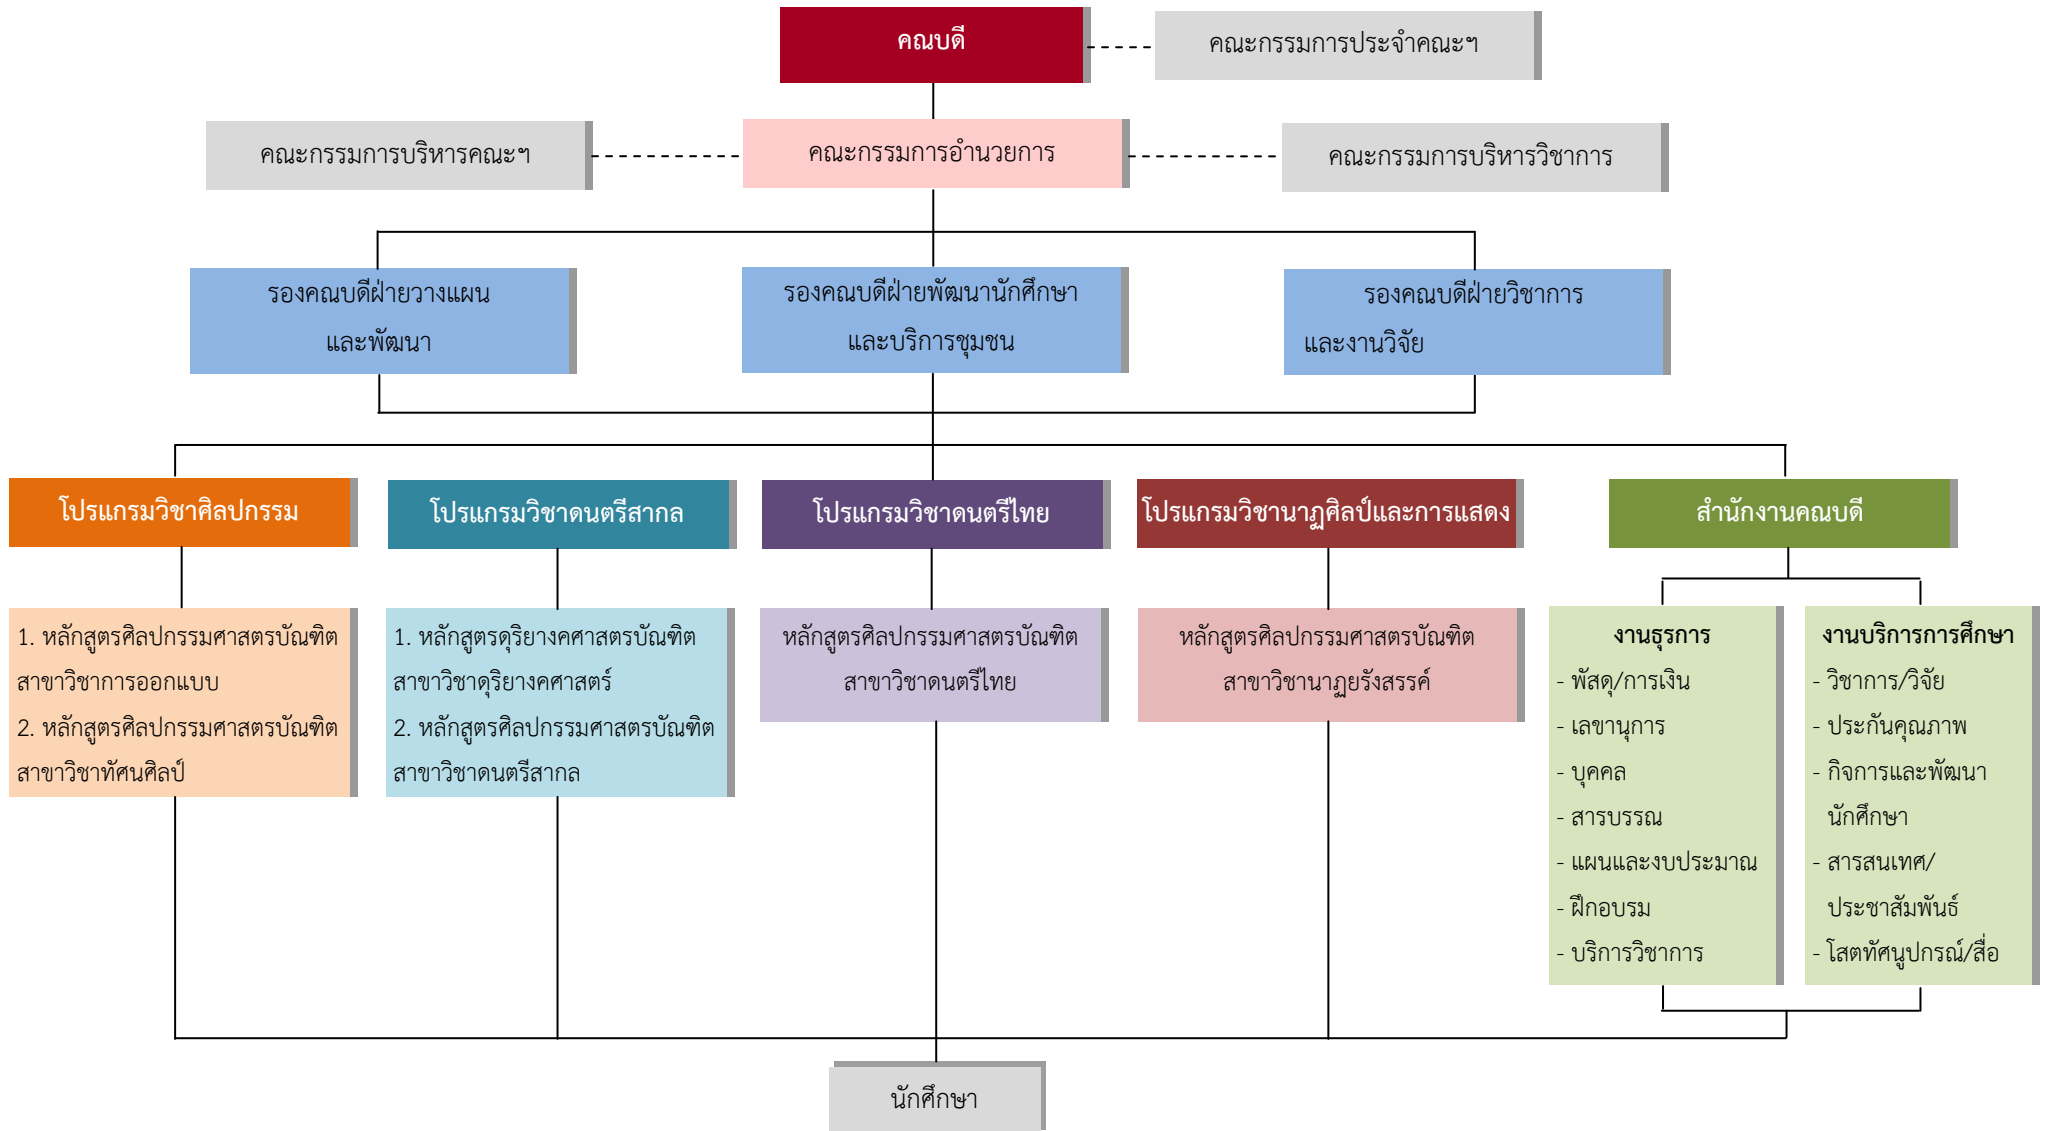 คณบดี
คณะกรรมการประจำคณะฯ
คณะกรรมการบริหารคณะฯ
คณะกรรมการอำนวยการ
คณะกรรมการบริหารวิชาการ
รองคณบดีฝ่ายวางแผน
และพัฒนา
รองคณบดีฝ่ายพัฒนานักศึกษา
และบริการชุมชน
รองคณบดีฝ่ายวิชาการ
และงานวิจัย
โปรแกรมวิชาศิลปกรรม
โปรแกรมวิชาดนตรีสากล
โปรแกรมวิชาดนตรีไทย
โปรแกรมวิชานาฏศิลป์และการแสดง
สำนักงานคณบดี
1. หลักสูตรศิลปกรรมศาสตรบัณฑิต
สาขาวิชาการออกแบบ
2. หลักสูตรศิลปกรรมศาสตรบัณฑิต
สาขาวิชาทัศนศิลป์
1. หลักสูตรดุริยางคศาสตรบัณฑิต
สาขาวิชาดุริยางคศาสตร์
2. หลักสูตรศิลปกรรมศาสตรบัณฑิต
สาขาวิชาดนตรีสากล
หลักสูตรศิลปกรรมศาสตรบัณฑิต
สาขาวิชาดนตรีไทย
หลักสูตรศิลปกรรมศาสตรบัณฑิต
สาขาวิชานาฏยรังสรรค์
งานธุรการ
- พัสดุ/การเงิน
- เลขานุการ
- บุคคล
- สารบรรณ
- แผนและงบประมาณ
- ฝึกอบรม
- บริการวิชาการ
งานบริการการศึกษา
- วิชาการ/วิจัย
- ประกันคุณภาพ
- กิจการและพัฒนา
นักศึกษา
- สารสนเทศ/
ประชาสัมพันธ์
- โสตทัศนูปกรณ์/สื่อ
นักศึกษา